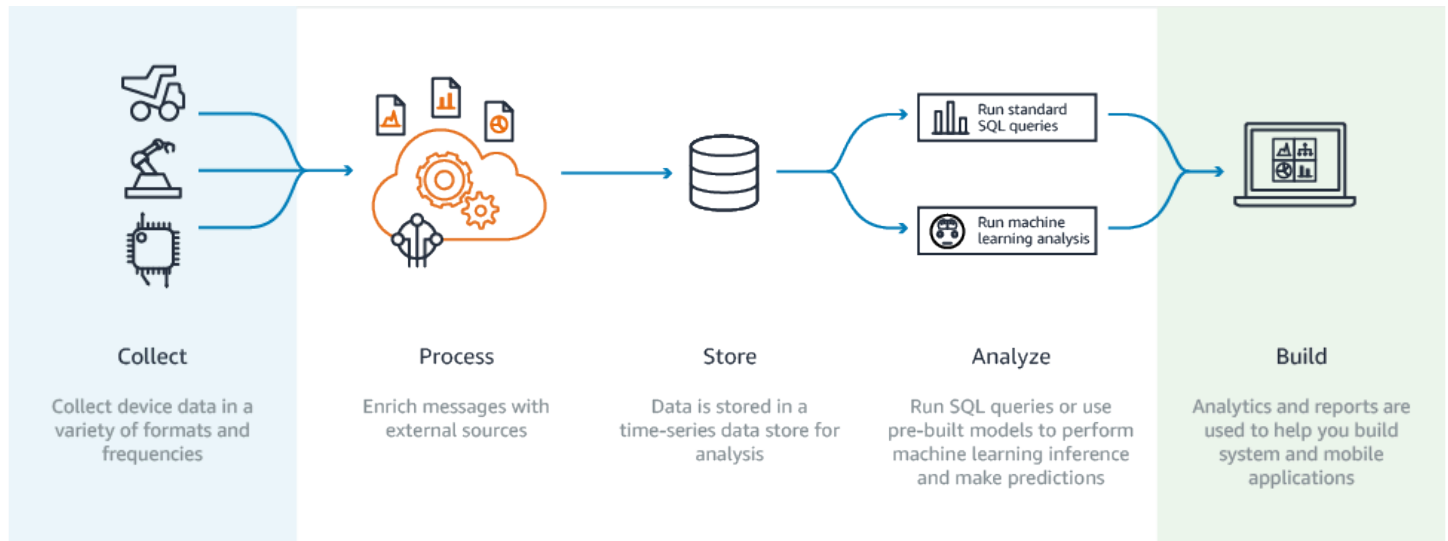 Run standard
SQL queries
Run machine
learning analysis
Collect
Collect device data in a
variety of formats and
frequencies
Process
Enrich messages with
external sources
Store
Data is stored in a
time-series data store for
analysis
Analyze
Run SQL queries or use
pre-built models to perform
machine learning inference
and make predictions
Build
Analytics and reports are
used to help you build
system and mobile
applications